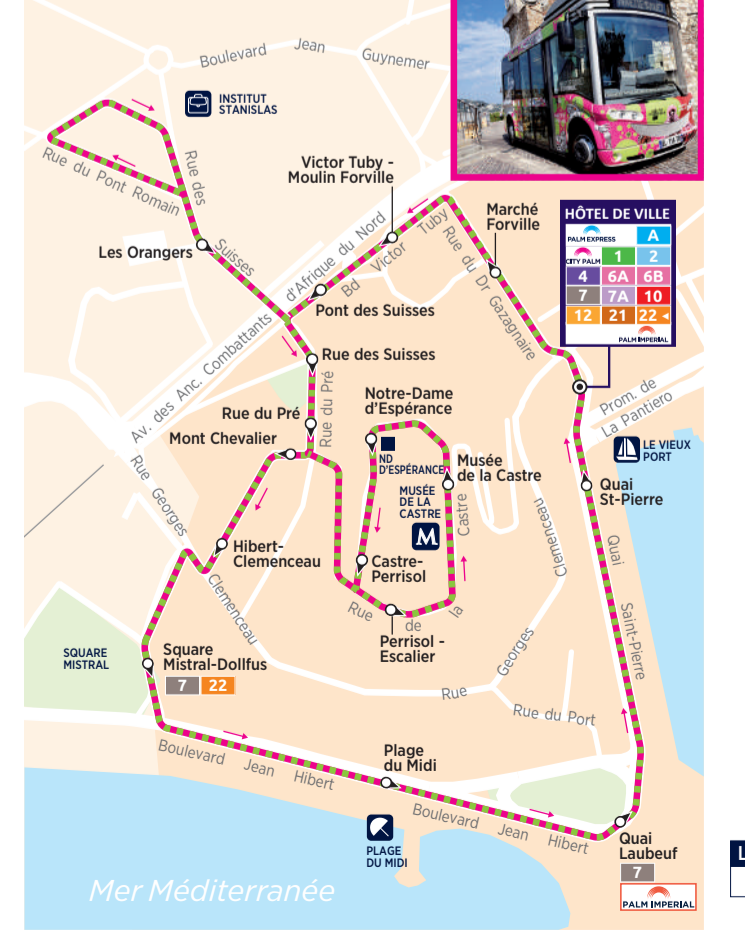 Boulevard Jean Guynemer
INSTITUT
STANISLAS
Rue du Pont Romain
Rue des Suisses
Victor Tuby -
Moulin Forville
Les Orangers
Av. des Anc. Combattants d'Afrique du Nord
Bd Victor Tuby
Pont des Suisses
Marché
Forville
Rue du Dr Gazagnaire
HÔTEL DE VILLE
PALM EXPRESS A
CITY PALM 1 2
4 6A 6B
7 7A 10
12 21 22
PALM IMPERIAL
Rue des Suisses
Rue du Pré
Rue du Pré
Mont Chevalier
Notre-Dame
d'Espérance
ND
D'ESPÉRANCE
MUSÉE
DE LA
CASTRE
M
Musée
de la Castre
Prom. de
La Pantiero
LE VIEUX
PORT
Quai
St-Pierre
Quai Saint-Pierre
Rue Georges Clemenceau
Hibert-
Clemenceau
Castre-
Perrisol
Rue de la Castre
Perrisol -
Escalier
Rue Georges Clemenceau
SQUARE
MISTRAL
Square
Mistral-Dollfus
7 22
Rue du Port
Boulevard Jean Hibert
Plage
du Midi
Boulevard Jean Hibert
PLAGE
DU MIDI
Quai
Laubeuf
7
PALM IMPERIAL
Mer Méditerranée
L